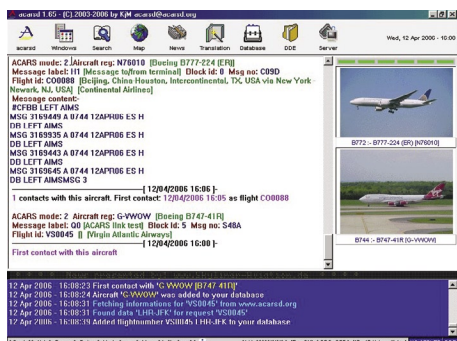 acarsd 1.65 - (C).2003-2006 by KjM acarsd@acarsd.org
acarsd Windows Search Map News Translation Database DDE Server
Wed, 12 Apr 2006 - 16:00
ACARS mode: 2 Aircraft reg: N76010 [Boeing B777-224 (ER)]
Message label: H1 [Message to/from terminal] Block id: 0 Msg no: C09D
Flight id: CO0088 [Beijing, China-Houston, Intercontinental, TX, USA via New York -
Newark, NJ, USA] [Continental Airlines]
Message content:-
#CFBB LEFT AIMS
MSG 3169449 A 0744 12APR06 ES H
DB LEFT AIMS
MSG 3169935 A 0744 12APR06 ES H
DB LEFT AIMS
MSG 3169443 A 0744 12APR06 ES H
DB LEFT AIMS
MSG 3169645 A 0744 12APR06 ES H
DB LEFT AIMSMSG 3
[ 12/04/2006 16:06 ]-
1 contacts with this aircraft. First contact: 12/04/2006 16:05 as flight CO0088
ACARS mode: 2 Aircraft reg: G-VWOW [Boeing B747-41R]
Message label: Q0 [ACARS link test] Block id: 5 Msg no: S48A
Flight id: VS0045 [] [Virgin Atlantic Airways]
[ 12/04/2006 16:08 ]-
First contact with this aircraft
B772 :- B777-224 (ER) [N76010]
B744 :- B747-41R [G-VWOW]
12 Apr 2006 - 16:08:23 First contact with 'G-VWOW [B747-41R]'
12 Apr 2006 - 16:08:24 Aircraft 'G-VWOW' was added to your database
12 Apr 2006 - 16:08:31 Fetching informations for 'VS0045' from www.acarsd.org
12 Apr 2006 - 16:08:31 Found data 'LHR-JFK' for request 'VS0045'
12 Apr 2006 - 16:08:39 Added flightnumber VS0045 LHR-JFK to your database